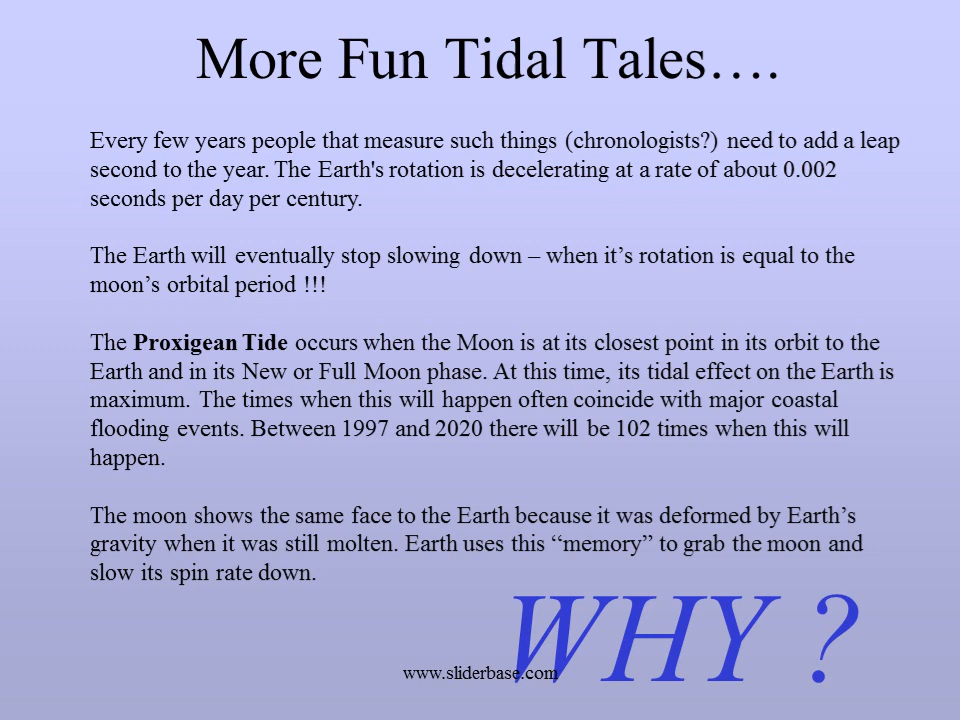 More Fun Tidal Tales….
Every few years people that measure such things (chronologists?) need to add a leap
second to the year. The Earth's rotation is decelerating at a rate of about 0.002
seconds per day per century.
The Earth will eventually stop slowing down – when it’s rotation is equal to the
moon’s orbital period !!!
The Proxigean Tide occurs when the Moon is at its closest point in its orbit to the
Earth and in its New or Full Moon phase. At this time, its tidal effect on the Earth is
maximum. The times when this will happen often coincide with major coastal
flooding events. Between 1997 and 2020 there will be 102 times when this will
happen.
The moon shows the same face to the Earth because it was deformed by Earth’s
gravity when it was still molten. Earth uses this “memory” to grab the moon and
slow its spin rate down.
WHY ?
www.sliderbase.com